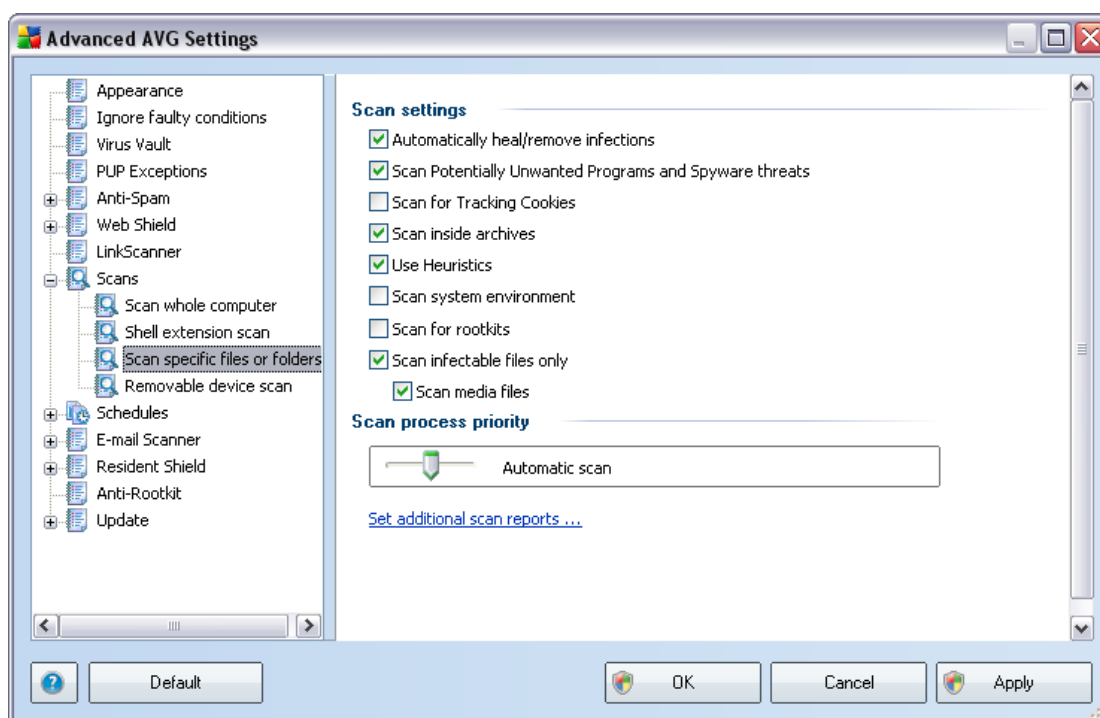 Advanced AVG Settings
Appearance
Ignore faulty conditions
Virus Vault
PUP Exceptions
Anti-Spam
Web Shield
LinkScanner
Scans
Scan whole computer
Shell extension scan
Scan specific files or folders
Removable device scan
Schedules
E-mail Scanner
Resident Shield
Anti-Rootkit
Update
Scan settings
Automatically heal/remove infections
Scan Potentially Unwanted Programs and Spyware threats
Scan for Tracking Cookies
Scan inside archives
Use Heuristics
Scan system environment
Scan for rootkits
Scan infectable files only
Scan media files
Scan process priority
Automatic scan
Set additional scan reports ...
Default
OK
Cancel
Apply